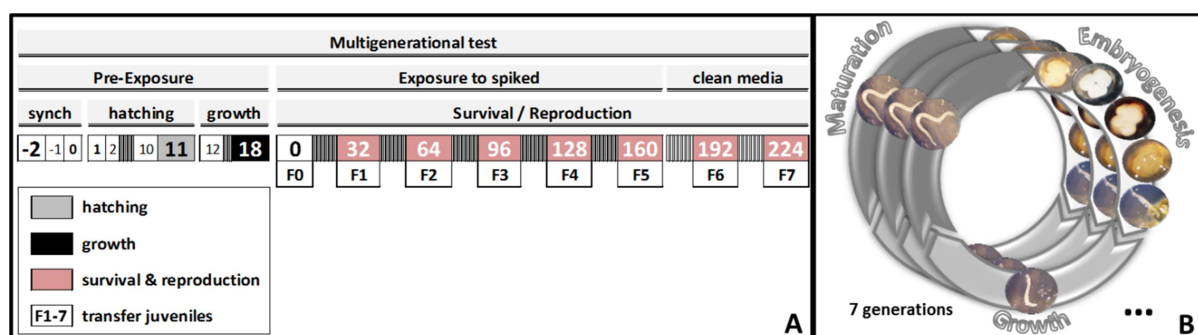 Multigenerational test
Pre-Exposure Exposure to spiked clean media
synch hatching growth Survival / Reproduction
-2 -1 0 1 2 10 11 12 18 0 32 64 96 128 160 192 224
F0 F1 F2 F3 F4 F5 F6 F7
hatching
growth
survival & reproduction
F1-7 transfer juveniles
A
Maturation
Embryogenesis
Growth
7 generations
...
B